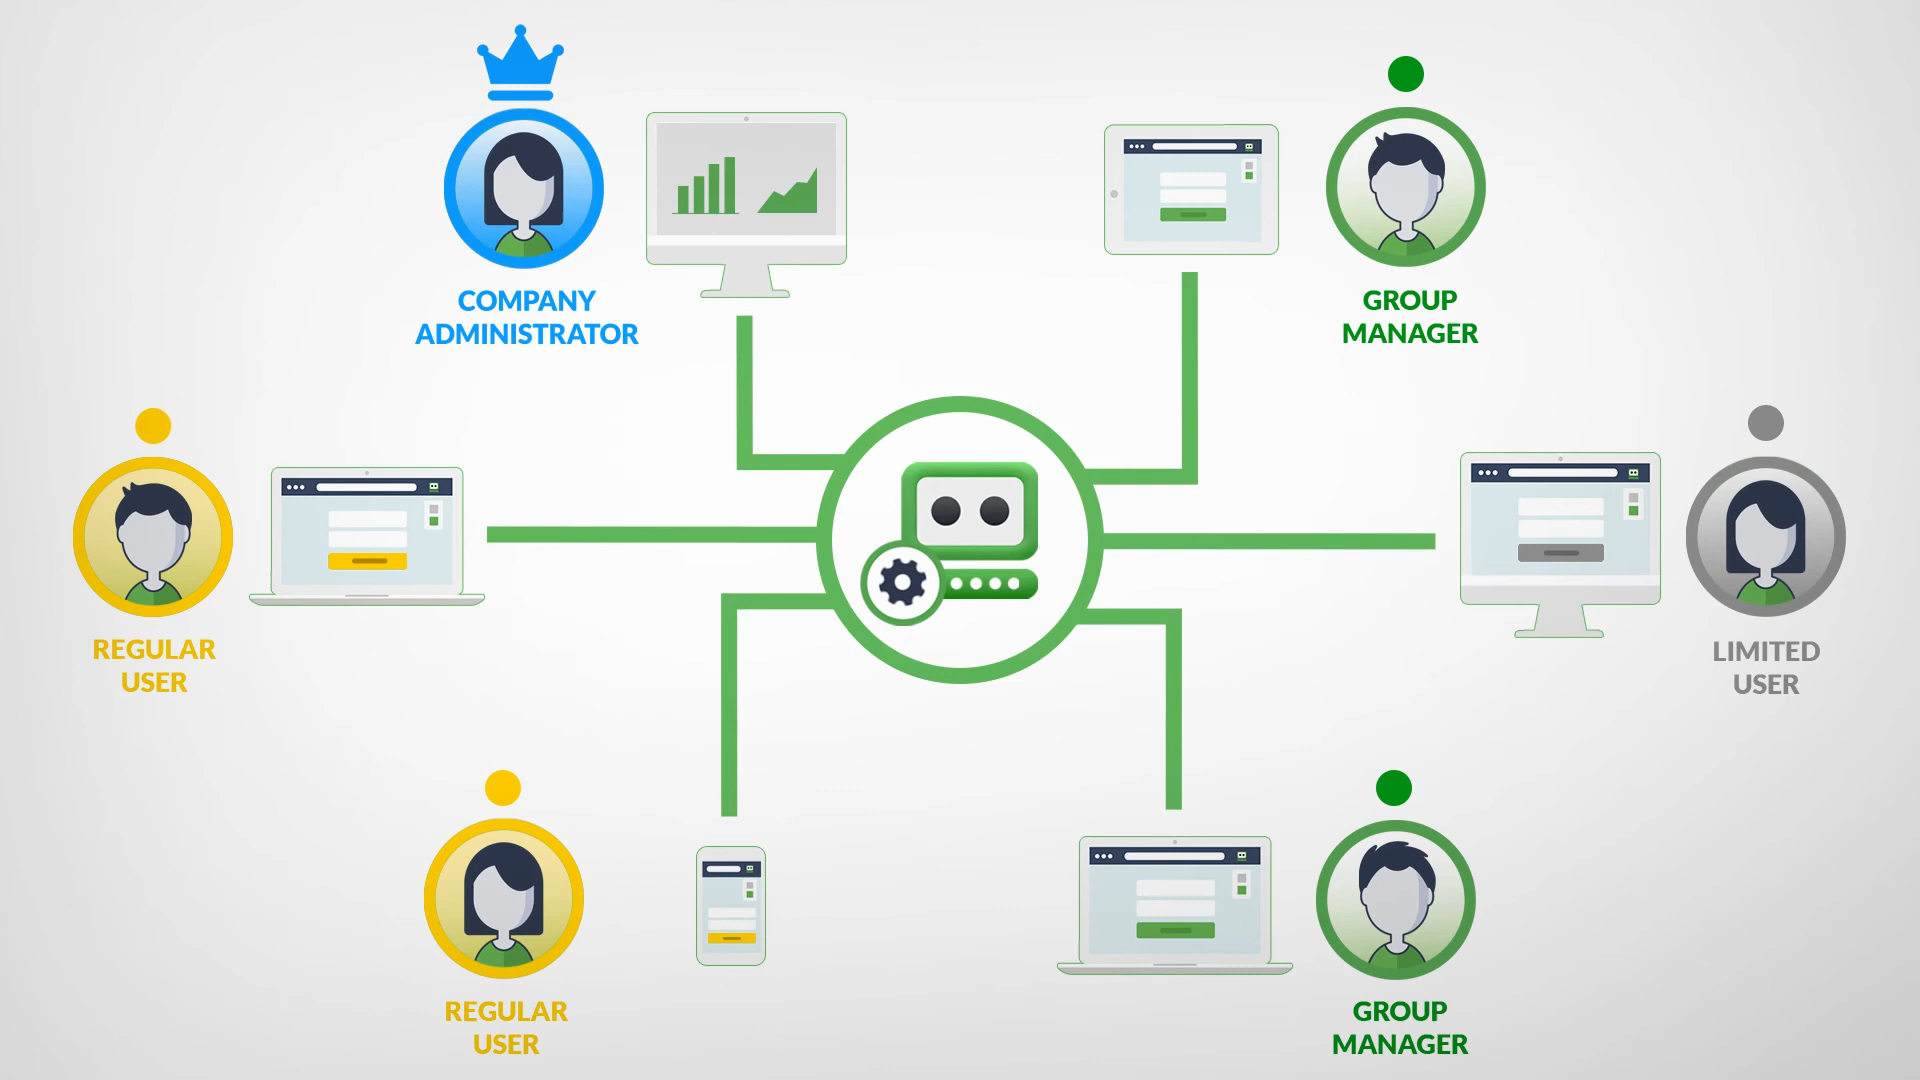 COMPANY
ADMINISTRATOR
GROUP
MANAGER
REGULAR
USER
LIMITED
USER
REGULAR
USER
GROUP
MANAGER